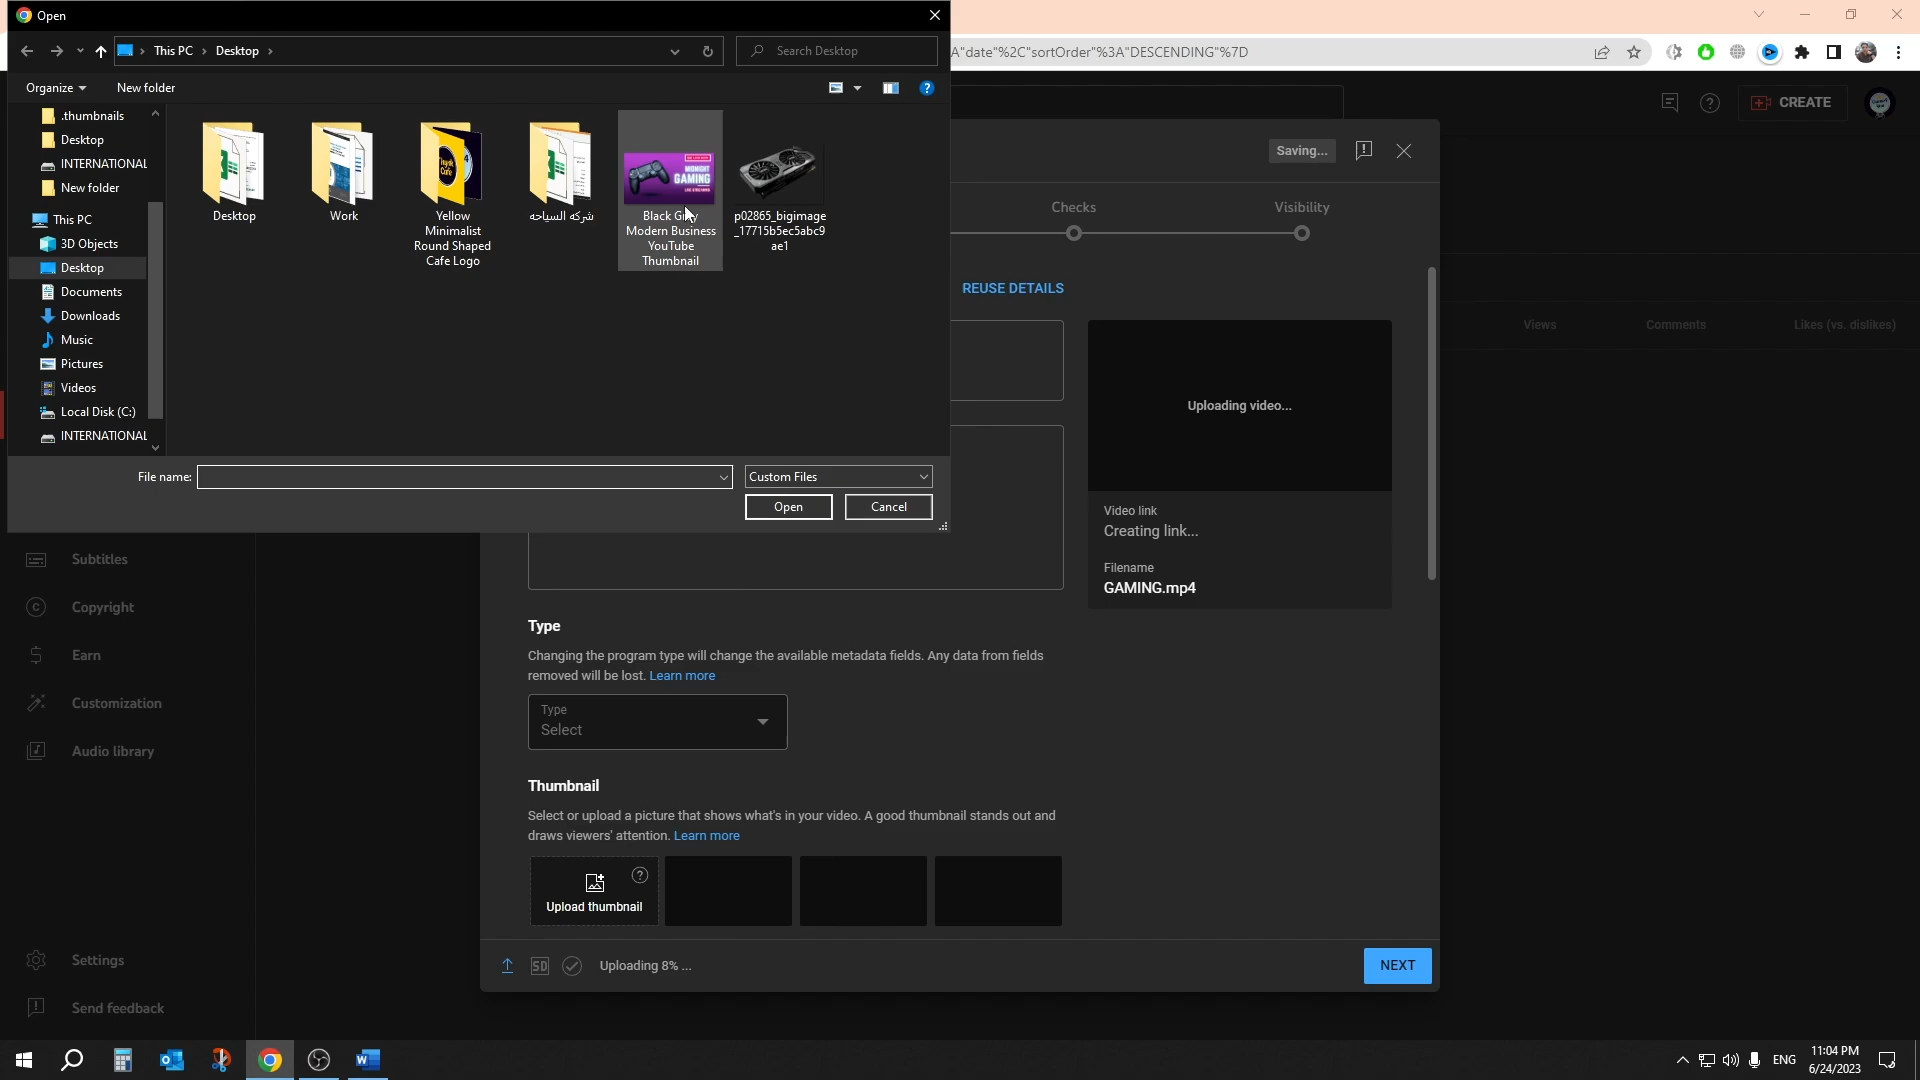 Open
This PC
Desktop
Search Desktop
A"date"%2C"sortOrder"%3A"DESCENDING"%7D
Organize
New folder
CREATE
.thumbnails
Desktop
INTERNATIONAL
New folder
This PC
3D Objects
Desktop
Documents
Downloads
Music
Pictures
Videos
Local Disk (C:)
INTERNATIONAL
Desktop
Work
Yellow
Minimalist
Round Shaped
Cafe Logo
شركه السياحه
MIDNIGHT
GAMING
LIVE STREAMING
Black Grey
Modern Business
YouTube
Thumbnail
p02865_bigimage
_17715b5ec5abc9
ae1
File name:
Custom Files
Open
Cancel
Saving...
Checks
Visibility
REUSE DETAILS
Views
Comments
Likes (vs. dislikes)
Uploading video...
Video link
Creating link...
Filename
GAMING.mp4
Subtitles
Copyright
Earn
Customization
Audio library
Settings
Send feedback
Type
Changing the program type will change the available metadata fields. Any data from fields
removed will be lost. Learn more
Type
Select
Thumbnail
Select or upload a picture that shows what's in your video. A good thumbnail stands out and
draws viewers' attention. Learn more
Upload thumbnail
SD
Uploading 8% ...
NEXT
ENG
11:04 PM
6/24/2023